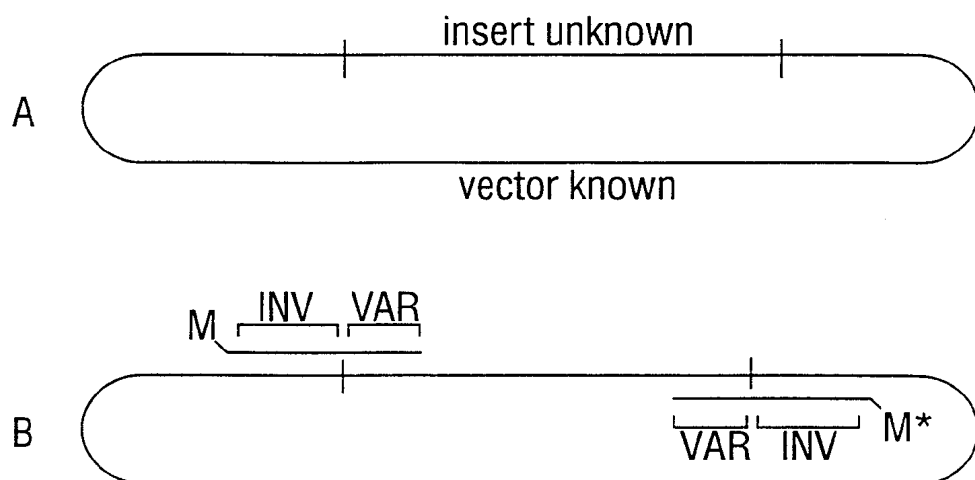 insert unknown
A
vector known
INV VAR
M
B
VAR INV M*